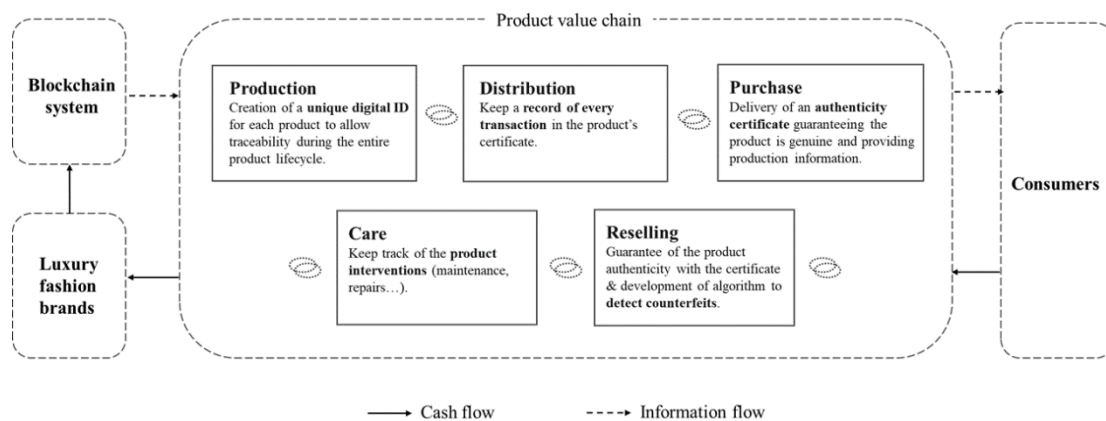 Product value chain
Blockchain
system
Luxury
fashion
brands
Production
Creation of a unique digital ID
for each product to allow
traceability during the entire
product lifecycle.
Distribution
Keep a record of every
transaction in the product's
certificate.
Purchase
Delivery of an authenticity
certificate guaranteeing the
product is genuine and providing
production information.
Care
Keep track of the product
interventions (maintenance,
repairs…).
Reselling
Guarantee of the product
authenticity with the certificate
& development of algorithm to
detect counterfeits.
Consumers
Cash flow
Information flow